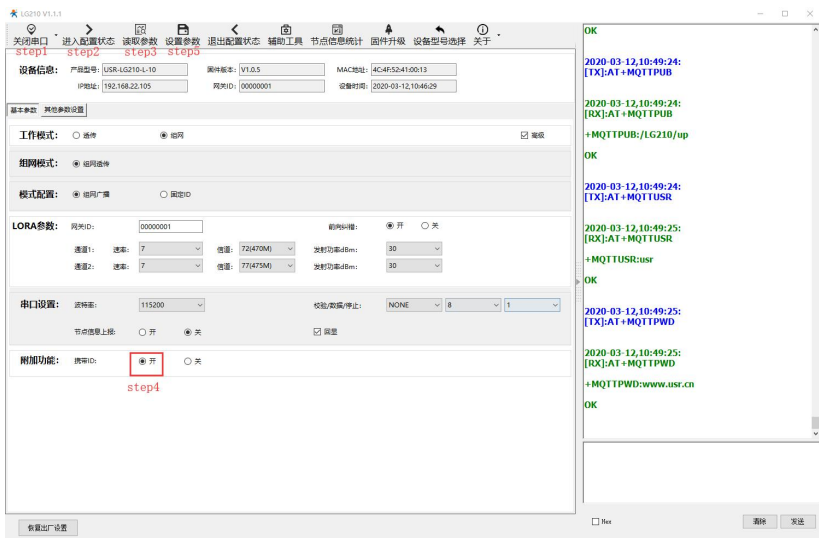 LG210 V1.1.1
关闭串口 进入配置状态 读取参数 设置参数 退出配置状态 辅助工具 节点信息统计 固件升级 设备型号选择 关于
step1 step2 step3 step5
设备信息: 产品型号: USR-LG210-L-10 固件版本: V1.0.5 MAC地址: 4C:4F:52:41:00:13
IP地址: 192.168.22.105 网关ID: 00000001 设备时间: 2020-03-12,10:46:29
基本参数 其他参数设置
工作模式: 透传 组网 高级
组网模式: 组网透传
模式配置: 组网广播 固定ID
LORA参数: 网关ID: 00000001 前向纠错: 开 关
通道1: 速率: 7 信道: 72(470M) 发射功率dBm: 30
通道2: 速率: 7 信道: 77(475M) 发射功率dBm: 30
串口设置: 波特率: 115200 校验/数据/停止: NONE 8 1
节点信息上报: 开 关 回显
附加功能: 携带ID: 开 关
step4
恢复出厂设置
OK
2020-03-12,10:49:24:
[TX]:AT+MQTTPUB
2020-03-12,10:49:24:
[RX]:AT+MQTTPUB
+MQTTPUB:/LG210/up
OK
2020-03-12,10:49:24:
[TX]:AT+MQTTUSR
2020-03-12,10:49:25:
[RX]:AT+MQTTUSR
+MQTTUSR:usr
OK
2020-03-12,10:49:25:
[TX]:AT+MQTTPWD
2020-03-12,10:49:25:
[RX]:AT+MQTTPWD
+MQTTPWD:www.usr.cn
OK
Hex 清除 发送